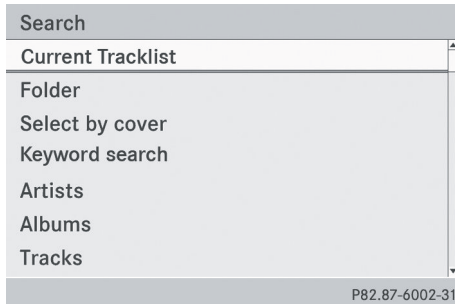 Search
Current Tracklist
Folder
Select by cover
Keyword search
Artists
Albums
Tracks
P82.87-6002-31